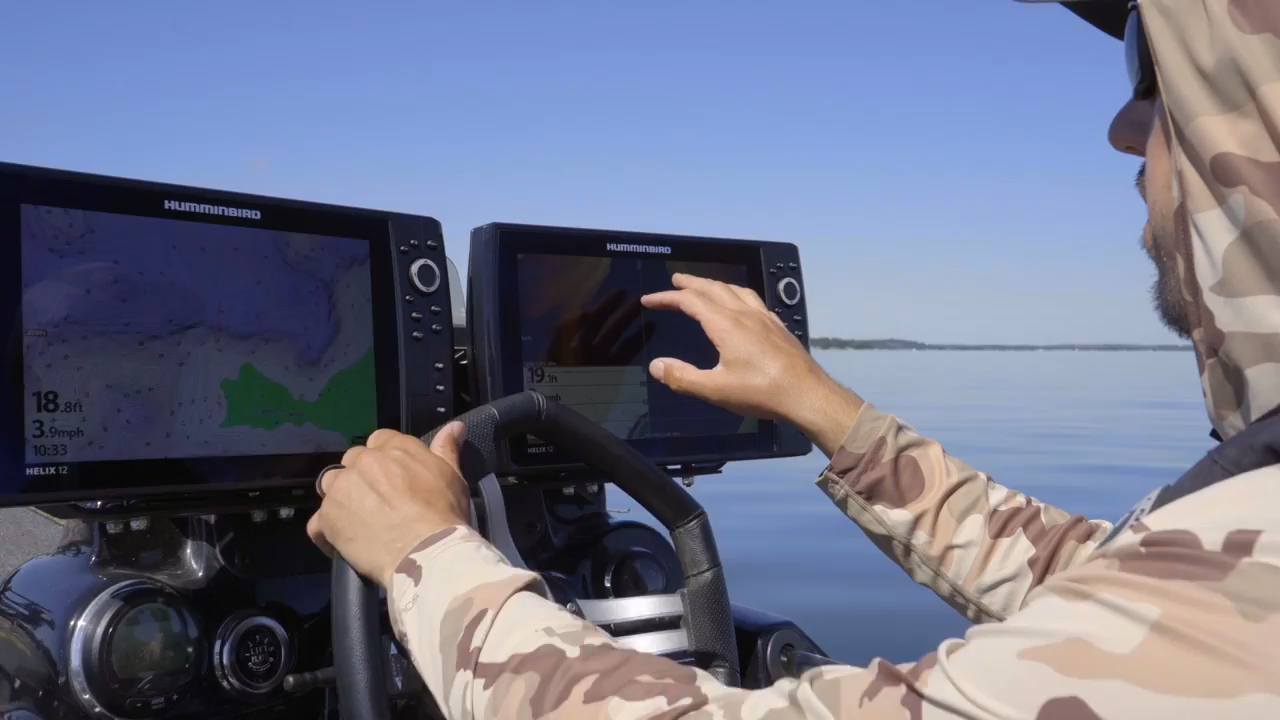 HUMMINBIRD
18.8ft
3.9mph
10:33
HELIX 12
HUMMINBIRD
19.1ft
HELIX 12